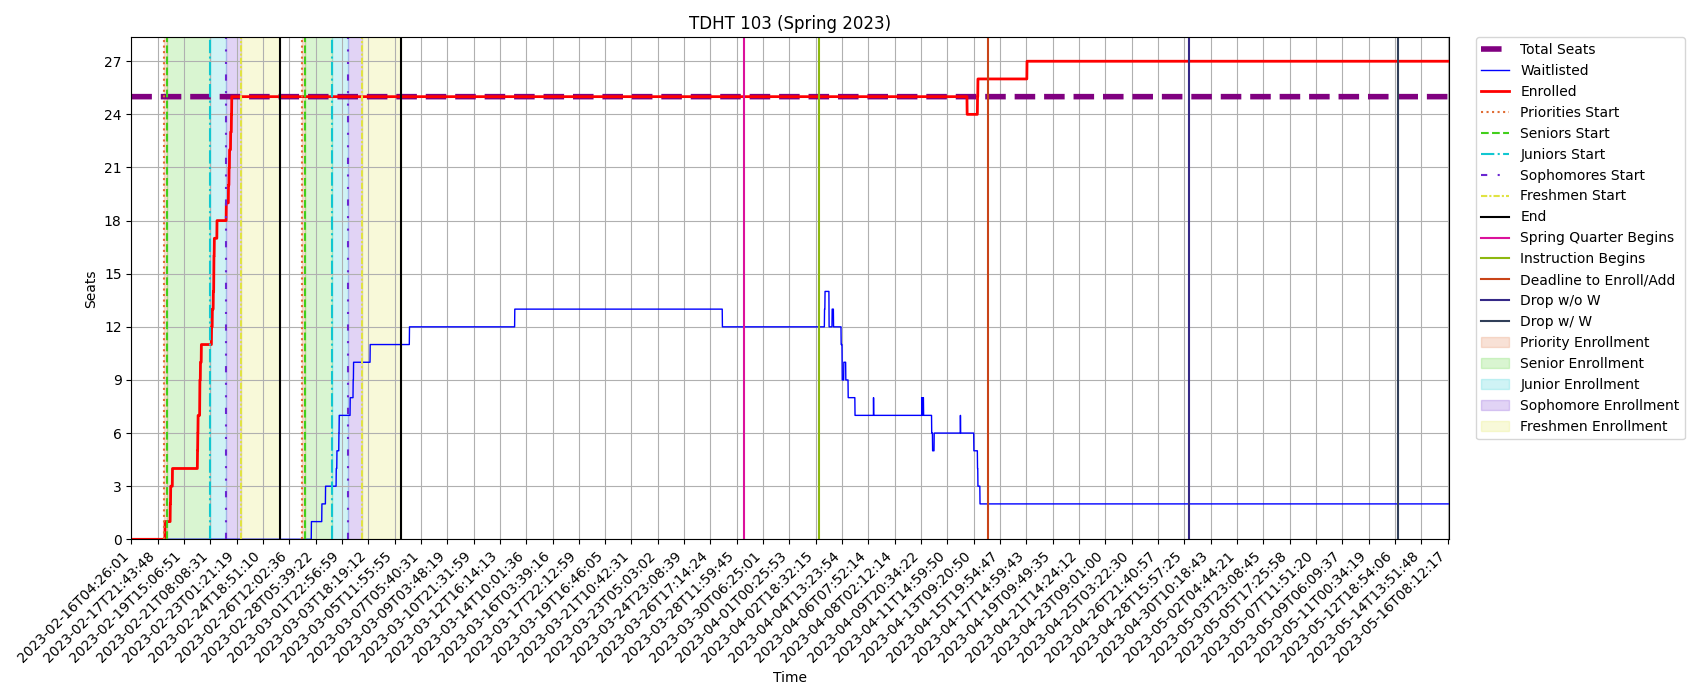 TDHT 103 (Spring 2023)
Seats
27
24
21
18
15
12
9
6
3
0
2023-02-16T04:26:01
2023-02-17T21:43:48
2023-02-19T15:06:51
2023-02-21T08:08:31
2023-02-23T01:21:19
2023-02-24T18:51:10
2023-02-26T12:02:36
2023-02-28T05:39:22
2023-03-01T22:56:59
2023-03-03T18:19:12
2023-03-05T11:55:55
2023-03-07T05:40:31
2023-03-09T03:48:19
2023-03-12T16:14:13
2023-03-14T10:01:36
2023-03-16T03:39:16
2023-03-17T22:12:59
2023-03-19T16:46:05
2023-03-21T10:42:31
2023-03-23T05:03:02
2023-03-24T23:08:39
2023-03-26T17:14:24
2023-03-28T11:59:45
2023-03-30T06:25:01
2023-04-01T00:25:53
2023-04-02T18:32:15
2023-04-04T13:23:54
2023-04-06T07:52:14
2023-04-08T02:12:14
2023-04-09T20:34:22
2023-04-11T14:59:50
2023-04-13T09:20:50
2023-04-15T19:54:47
2023-04-17T14:59:43
2023-04-19T09:49:35
2023-04-21T14:24:12
2023-04-23T09:01:00
2023-04-25T03:22:30
2023-04-26T21:40:57
2023-04-28T15:57:25
2023-04-30T10:18:43
2023-05-02T04:44:21
2023-05-03T23:08:45
2023-05-05T17:25:58
2023-05-07T11:51:20
2023-05-09T06:09:37
2023-05-11T00:34:19
2023-05-12T18:54:06
2023-05-14T13:51:48
2023-05-16T08:12:17
Time
Total Seats
Waitlisted
Enrolled
Priorities Start
Seniors Start
Juniors Start
Sophomores Start
Freshmen Start
End
Spring Quarter Begins
Instruction Begins
Deadline to Enroll/Add
Drop w/o W
Drop w/ W
Priority Enrollment
Senior Enrollment
Junior Enrollment
Sophomore Enrollment
Freshmen Enrollment